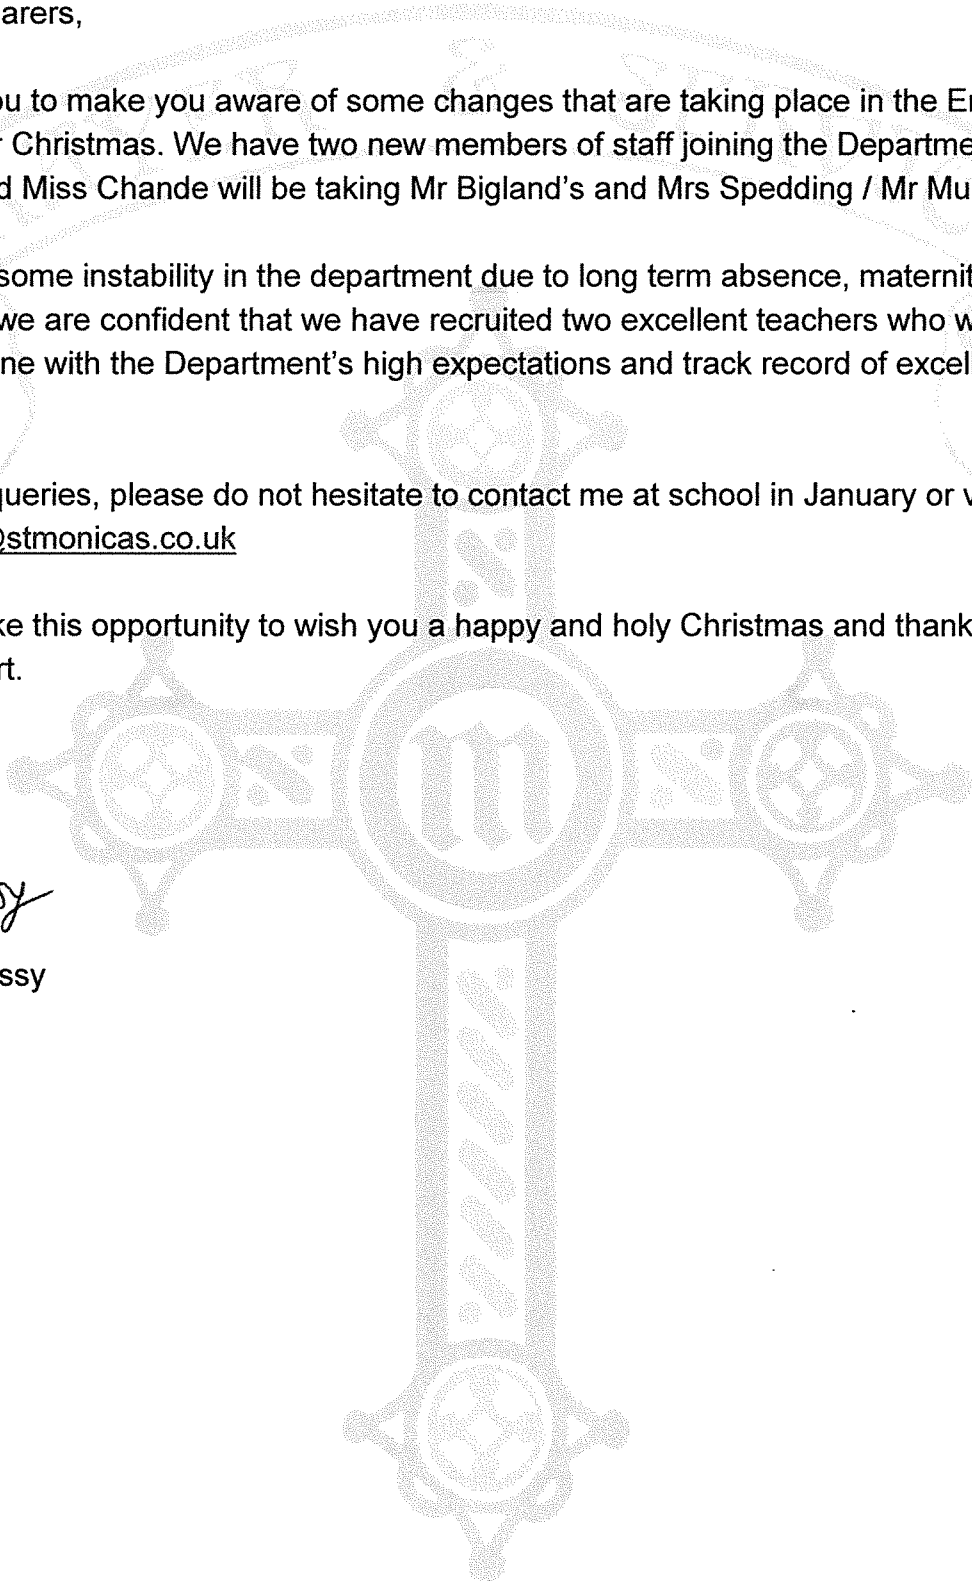 arers,
ou to make you aware of some changes that are taking place in the En
r Christmas. We have two new members of staff joining the Departme
d Miss Chande will be taking Mr Bigland's and Mrs Spedding / Mr Mu
some instability in the department due to long term absence, maternit
we are confident that we have recruited two excellent teachers who w
ne with the Department's high expectations and track record of excell
queries, please do not hesitate to contact me at school in January or v
@stmonicas.co.uk
ke this opportunity to wish you a happy and holy Christmas and thank
rt.
m
sy
ssy